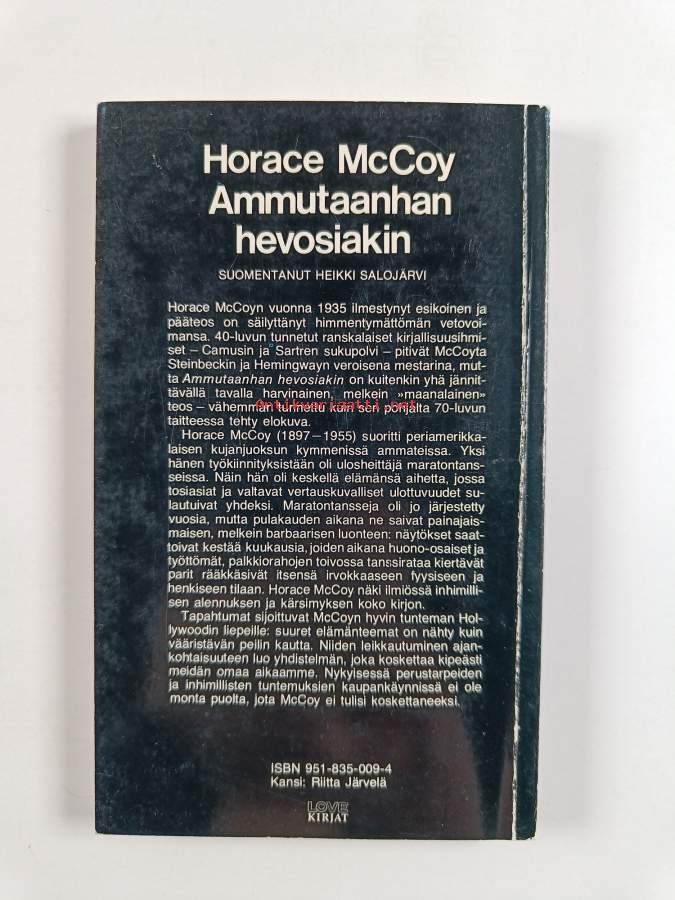 Horace McCoy
Ammutaanhan
hevosiakin
SUOMENTANUT HEIKKI SALOJÄRVI
Horace McCoyn vuonna 1935 ilmestynyt esikoinen ja
pääteos on säilyttänyt himmentymättömän vetovoi-
mansa. 40-luvun tunnetut ranskalaiset kirjallisuusihmi-
set – Camusin ja Sartren sukupolvi – pitivät McCoyta
Steinbeckin ja Hemingwayn veroisena mestarina, mut-
ta Ammutaanhan hevosiakin on kuitenkin yhä jännit-
tävällä tavalla harvinainen, melkein »maanalainen»
teos – vähemmän tunnettu kuin sen pohjalta 70-luvun
taitteessa tehty elokuva.
Antikvariaatti.net
Horace McCoy (1897–1955) suoritti periamerikka-
laisen kujanjuoksun kymmenissä ammateissa. Yksi
hänen työkiinnityksistään oli ulosheittäjä maratontans-
seissa. Näin hän oli keskellä elämänsä aihetta, jossa
tosiasiat ja valtavat vertauskuvalliset ulottuvuudet su-
lautuivat yhdeksi. Maratontansseja oli jo järjestetty
vuosia, mutta pulakauden aikana ne saivat painajais-
maisen, melkein barbaarisen luonteen: näytökset saat-
toivat kestää kuukausia, joiden aikana huono-osaiset ja
työttömät, palkkiorahojen toivossa tanssirataa kiertävät
parit rääkkäsivät itsensä irvokkaaseen fyysiseen ja
henkiseen tilaan. Horace McCoy näki ilmiössä inhimilli-
sen alennuksen ja kärsimyksen koko kirjon.
Tapahtumat sijoittuvat McCoyn hyvin tunteman Hol-
lywoodin liepeille: suuret elämänteemat on nähty kuin
vääristävän peilin kautta. Niiden leikkautuminen ajan-
kohtaisuuteen luo yhdistelmän, joka koskettaa kipeästi
meidän omaa aikaamme. Nykyisessä perustarpeiden
ja inhimillisten tuntemuksien kaupankäynnissä ei ole
monta puolta, jota McCoy ei tulisi koskettaneeksi.
ISBN 951-835-009-4
Kansi: Riitta Järvelä
LOVE
KIRJAT